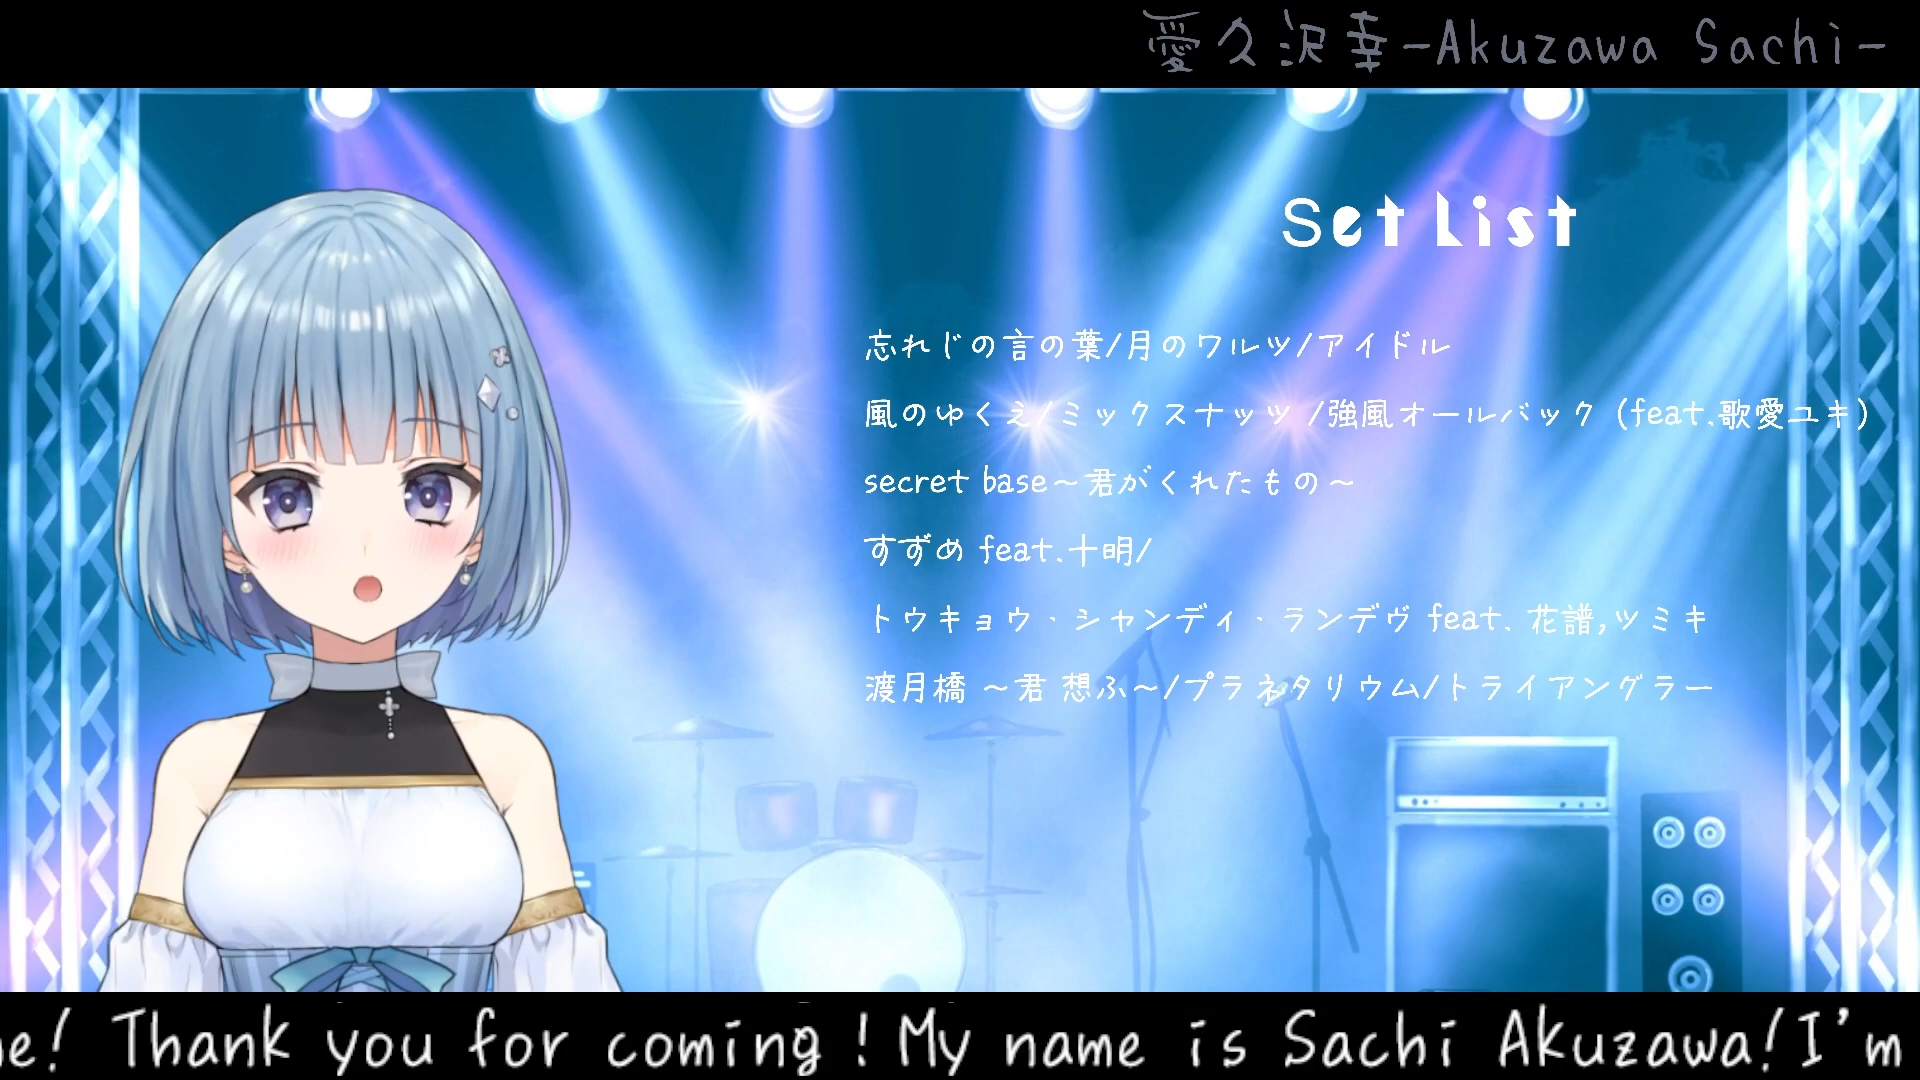 愛久沢幸-Akuzawa Sachi-
Set List
忘れじの言の葉/月のワルツ/アイドル
風のゆくえ/ミックスナッツ /強風オールバック (feat.歌愛ユキ)
secret base～君がくれたもの～
すずめ feat.十明/
トウキョウ・シャンディ・ランデヴ feat. 花譜,ツミキ
渡月橋 ～君 想ふ～/プラネタリウム/トライアングラー
e! Thank you for coming ! My name is Sachi Akuzawa! I'm